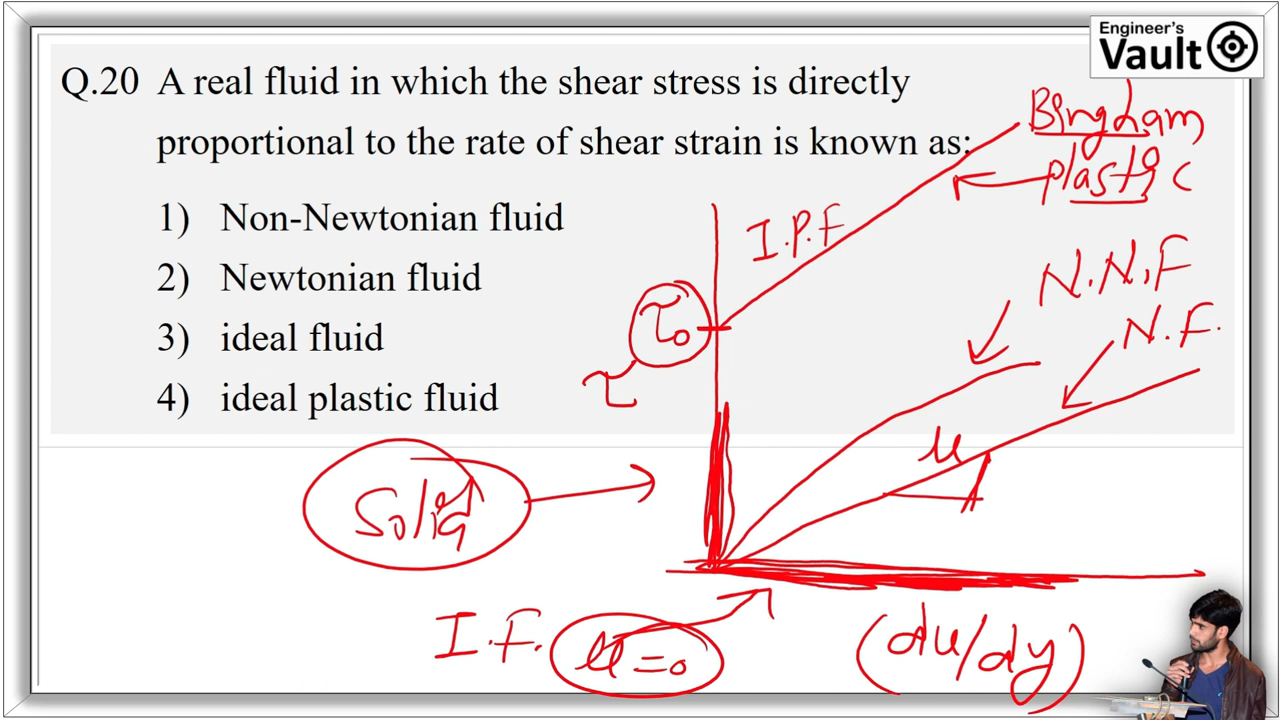 Engineer's
Vault
Q.20 A real fluid in which the shear stress is directly
proportional to the rate of shear strain is known as:
1) Non-Newtonian fluid
2) Newtonian fluid
3) ideal fluid
4) ideal plastic fluid
Bingham
plastic
I.P.F
N.N.F
N.F.
τ₀
τ
μ
Solid
I.F. μ=0
(du/dy)